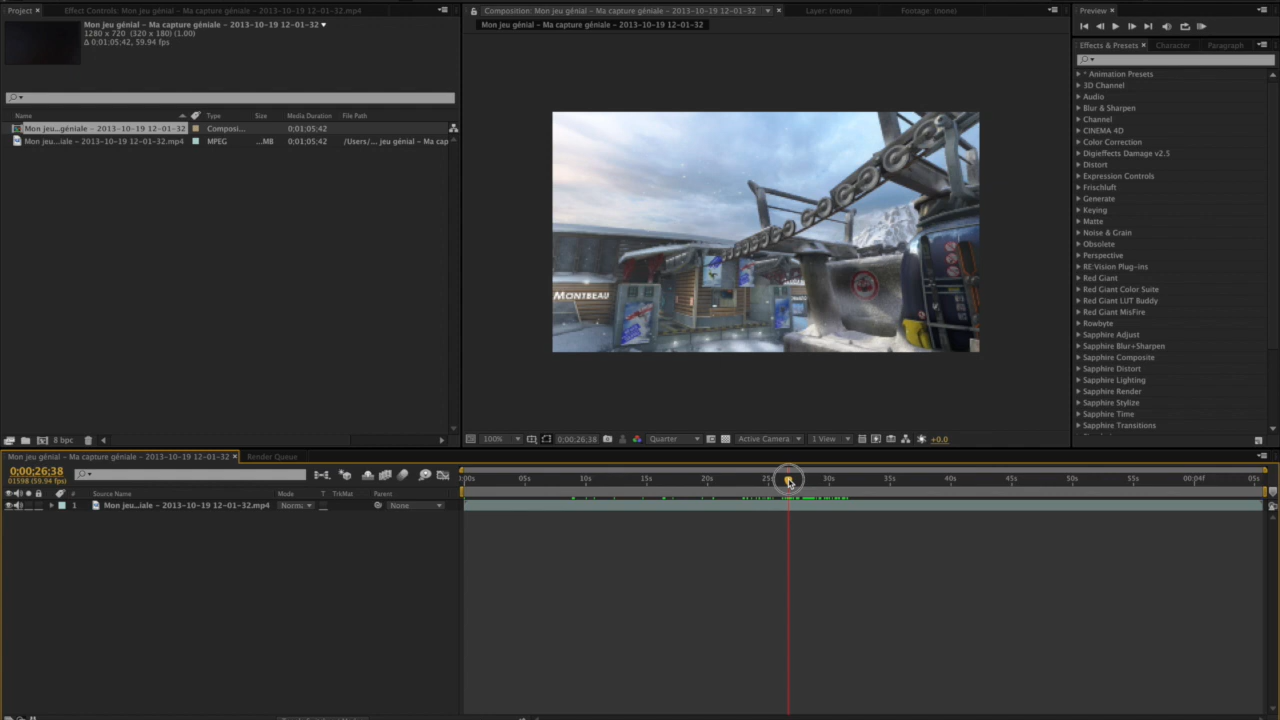 Project
Effect Controls: Mon jeu génial – Ma capture géniale – 2013-10-19 12-01-32.mp4
Mon jeu génial – Ma capture géniale – 2013-10-19 12-01-32
1280 x 720 (320 x 180) (1.00)
Δ 0;01;05;42, 59.94 fps
Name Type Size Media Duration File Path
Mon jeu...géniale – 2013-10-19 12-01-32 Composi... 0;01;05;42
Mon jeu...iale – 2013-10-19 12-01-32.mp4 MPEG ...MB 0;01;05;42 /Users/... jeu génial – Ma cap
8 bpc
Composition: Mon jeu génial – Ma capture géniale – 2013-10-19 12-01-32
Layer: (none)
Footage: (none)
Mon jeu génial – Ma capture géniale – 2013-10-19 12-01-32
MONTBEAU
100% 0;00;26;38 Quarter Active Camera 1 View +0.0
Preview
Effects & Presets Character Paragraph
* Animation Presets
3D Channel
Audio
Blur & Sharpen
Channel
CINEMA 4D
Color Correction
Digieffects Damage v2.5
Distort
Expression Controls
Frischluft
Generate
Keying
Matte
Noise & Grain
Obsolete
Perspective
RE:Vision Plug-ins
Red Giant
Red Giant Color Suite
Red Giant LUT Buddy
Red Giant MisFire
Rowbyte
Sapphire Adjust
Sapphire Blur+Sharpen
Sapphire Composite
Sapphire Distort
Sapphire Lighting
Sapphire Render
Sapphire Stylize
Sapphire Time
Sapphire Transitions
Mon jeu génial – Ma capture géniale – 2013-10-19 12-01-32
Render Queue
0;00;26;38
01598 (59.94 fps)
:00s 05s 10s 15s 20s 25s 30s 35s 40s 45s 50s 55s 00:04f 05s
# Source Name Mode T TrkMat Parent
1 Mon jeu...iale – 2013-10-19 12-01-32.mp4 Norm: None